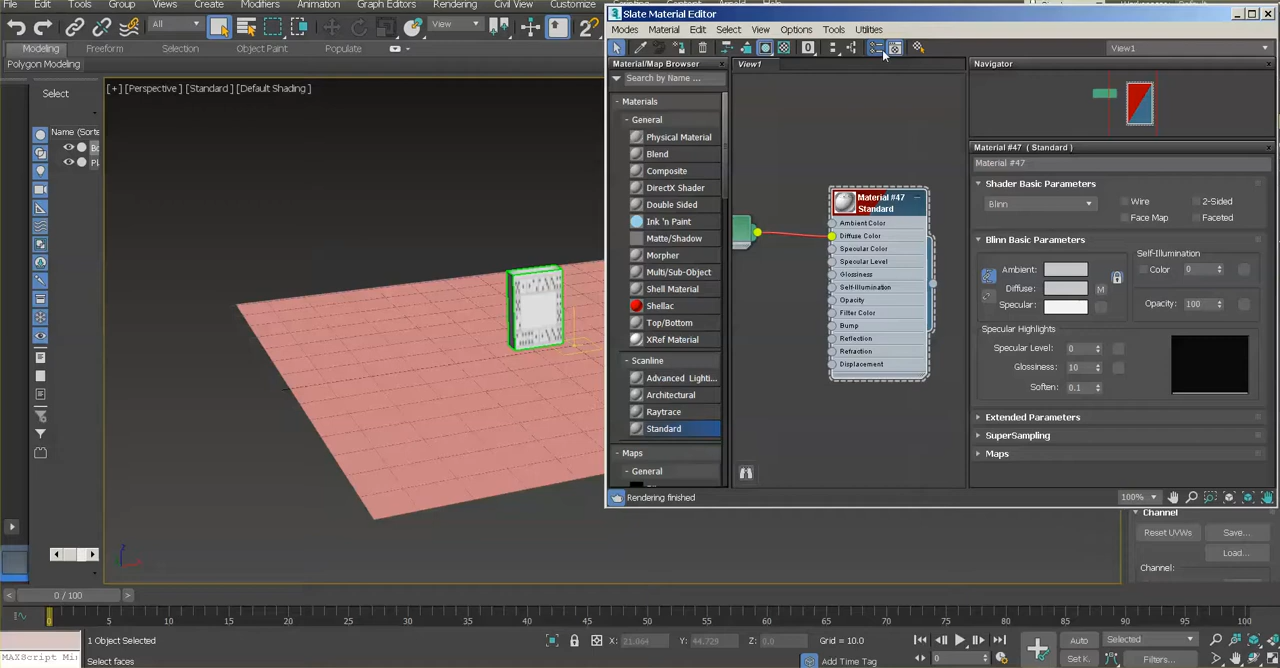 File Edit Tools Group Views Create Modifiers Animation Graph Editors Rendering Civil View Customize
All View
Modeling Freeform Selection Object Paint Populate
Polygon Modeling
Select
Name (Sorte
[ + ] [Perspective ] [Standard ] [Default Shading ]
Slate Material Editor
Modes Material Edit Select View Options Tools Utilities
View1
Material/Map Browser
Search by Name ...
Materials
General
Physical Material
Blend
Composite
DirectX Shader
Double Sided
Ink 'n Paint
Matte/Shadow
Morpher
Multi/Sub-Object
Shell Material
Shellac
Top/Bottom
XRef Material
Scanline
Advanced Lighti...
Architectural
Raytrace
Standard
Maps
General
View1
Material #47
Standard
Ambient Color
Diffuse Color
Specular Color
Specular Level
Glossiness
Self-Illumination
Opacity
Filter Color
Bump
Reflection
Refraction
Displacement
Navigator
Material #47 ( Standard )
Material #47
Shader Basic Parameters
Blinn Wire 2-Sided
Face Map Faceted
Blinn Basic Parameters
Self-Illumination
Ambient: Color 0
Diffuse: M
Specular: Opacity: 100
Specular Highlights
Specular Level: 0
Glossiness: 10
Soften: 0.1
Extended Parameters
SuperSampling
Maps
Rendering finished
100%
Channel
Reset UVWs Save...
Load...
Channel:
0 / 100
0 5 10 15 20 25 30 35 40 45 50 55 60 65 70 75 80 85 90 95 100
1 Object Selected
X: 21.064 Y: 44.729 Z: 0.0 Grid = 10.0
Auto Selected
MAXScript Mi
Select faces
Add Time Tag
0
Set K. Filters...